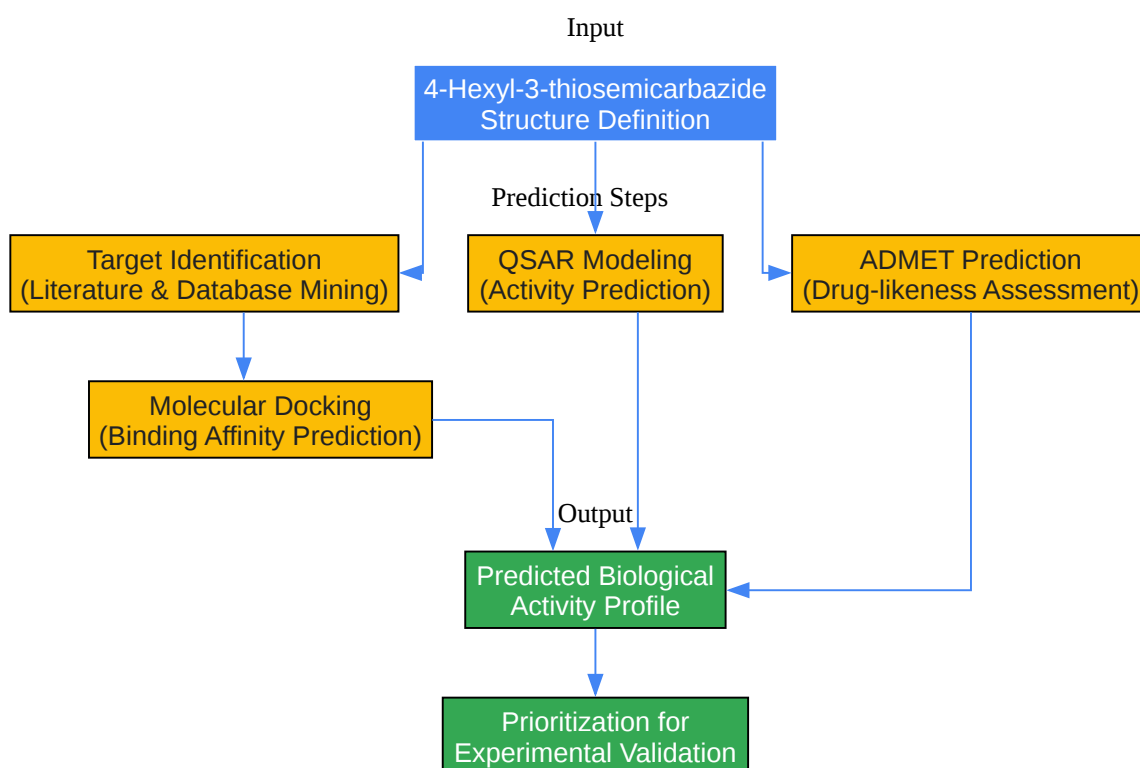 Input
4-Hexyl-3-thiosemicarbazide
Structure Definition
Prediction Steps
Target Identification
(Literature & Database Mining)
QSAR Modeling
(Activity Prediction)
ADMET Prediction
(Drug-likeness Assessment)
Molecular Docking
(Binding Affinity Prediction)
Output
Predicted Biological
Activity Profile
Prioritization for
Experimental Validation